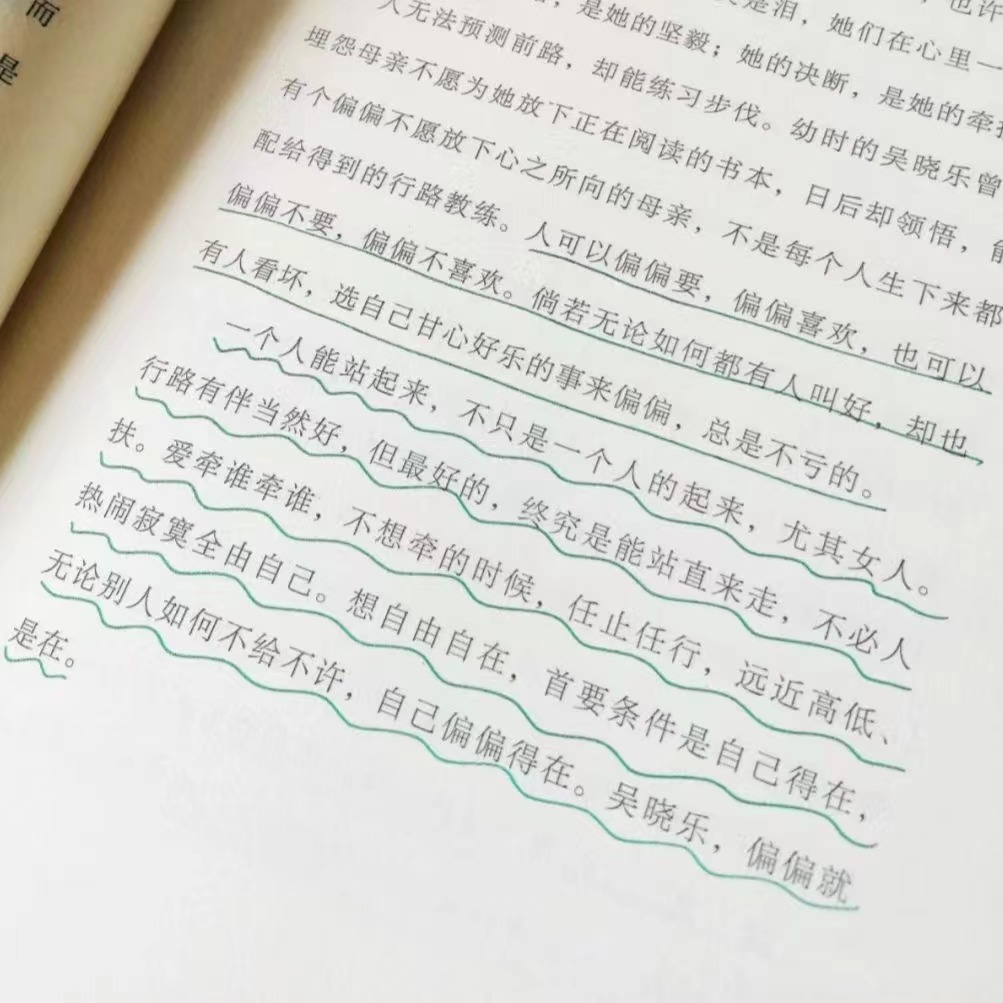 而
是
是泪，她们在心里一
是她的坚毅；她的决断，是她的牵
人无法预测前路，却能练习步伐。幼时的吴晓乐曾
埋怨母亲不愿为她放下正在阅读的书本，日后却领悟，
有个偏偏不愿放下心之所向的母亲，不是每个人生下来都
配给得到的行路教练。人可以偏偏要，偏偏喜欢，也可以
偏偏不要，偏偏不喜欢。倘若无论如何都有人叫好，却也
有人看坏，选自己甘心好乐的事来偏偏，总是不亏的。
一个人能站起来，不只是一个人的起来，尤其女人。
行路有伴当然好，但最好的，终究是能站直来走，不必人
扶。爱牵谁牵谁，不想牵的时候，任止任行，远近高低、
热闹寂寞全由自己。想自由自在，首要条件是自己得在，
无论别人如何不给不许，自己偏偏得在。吴晓乐，偏偏就
是在。